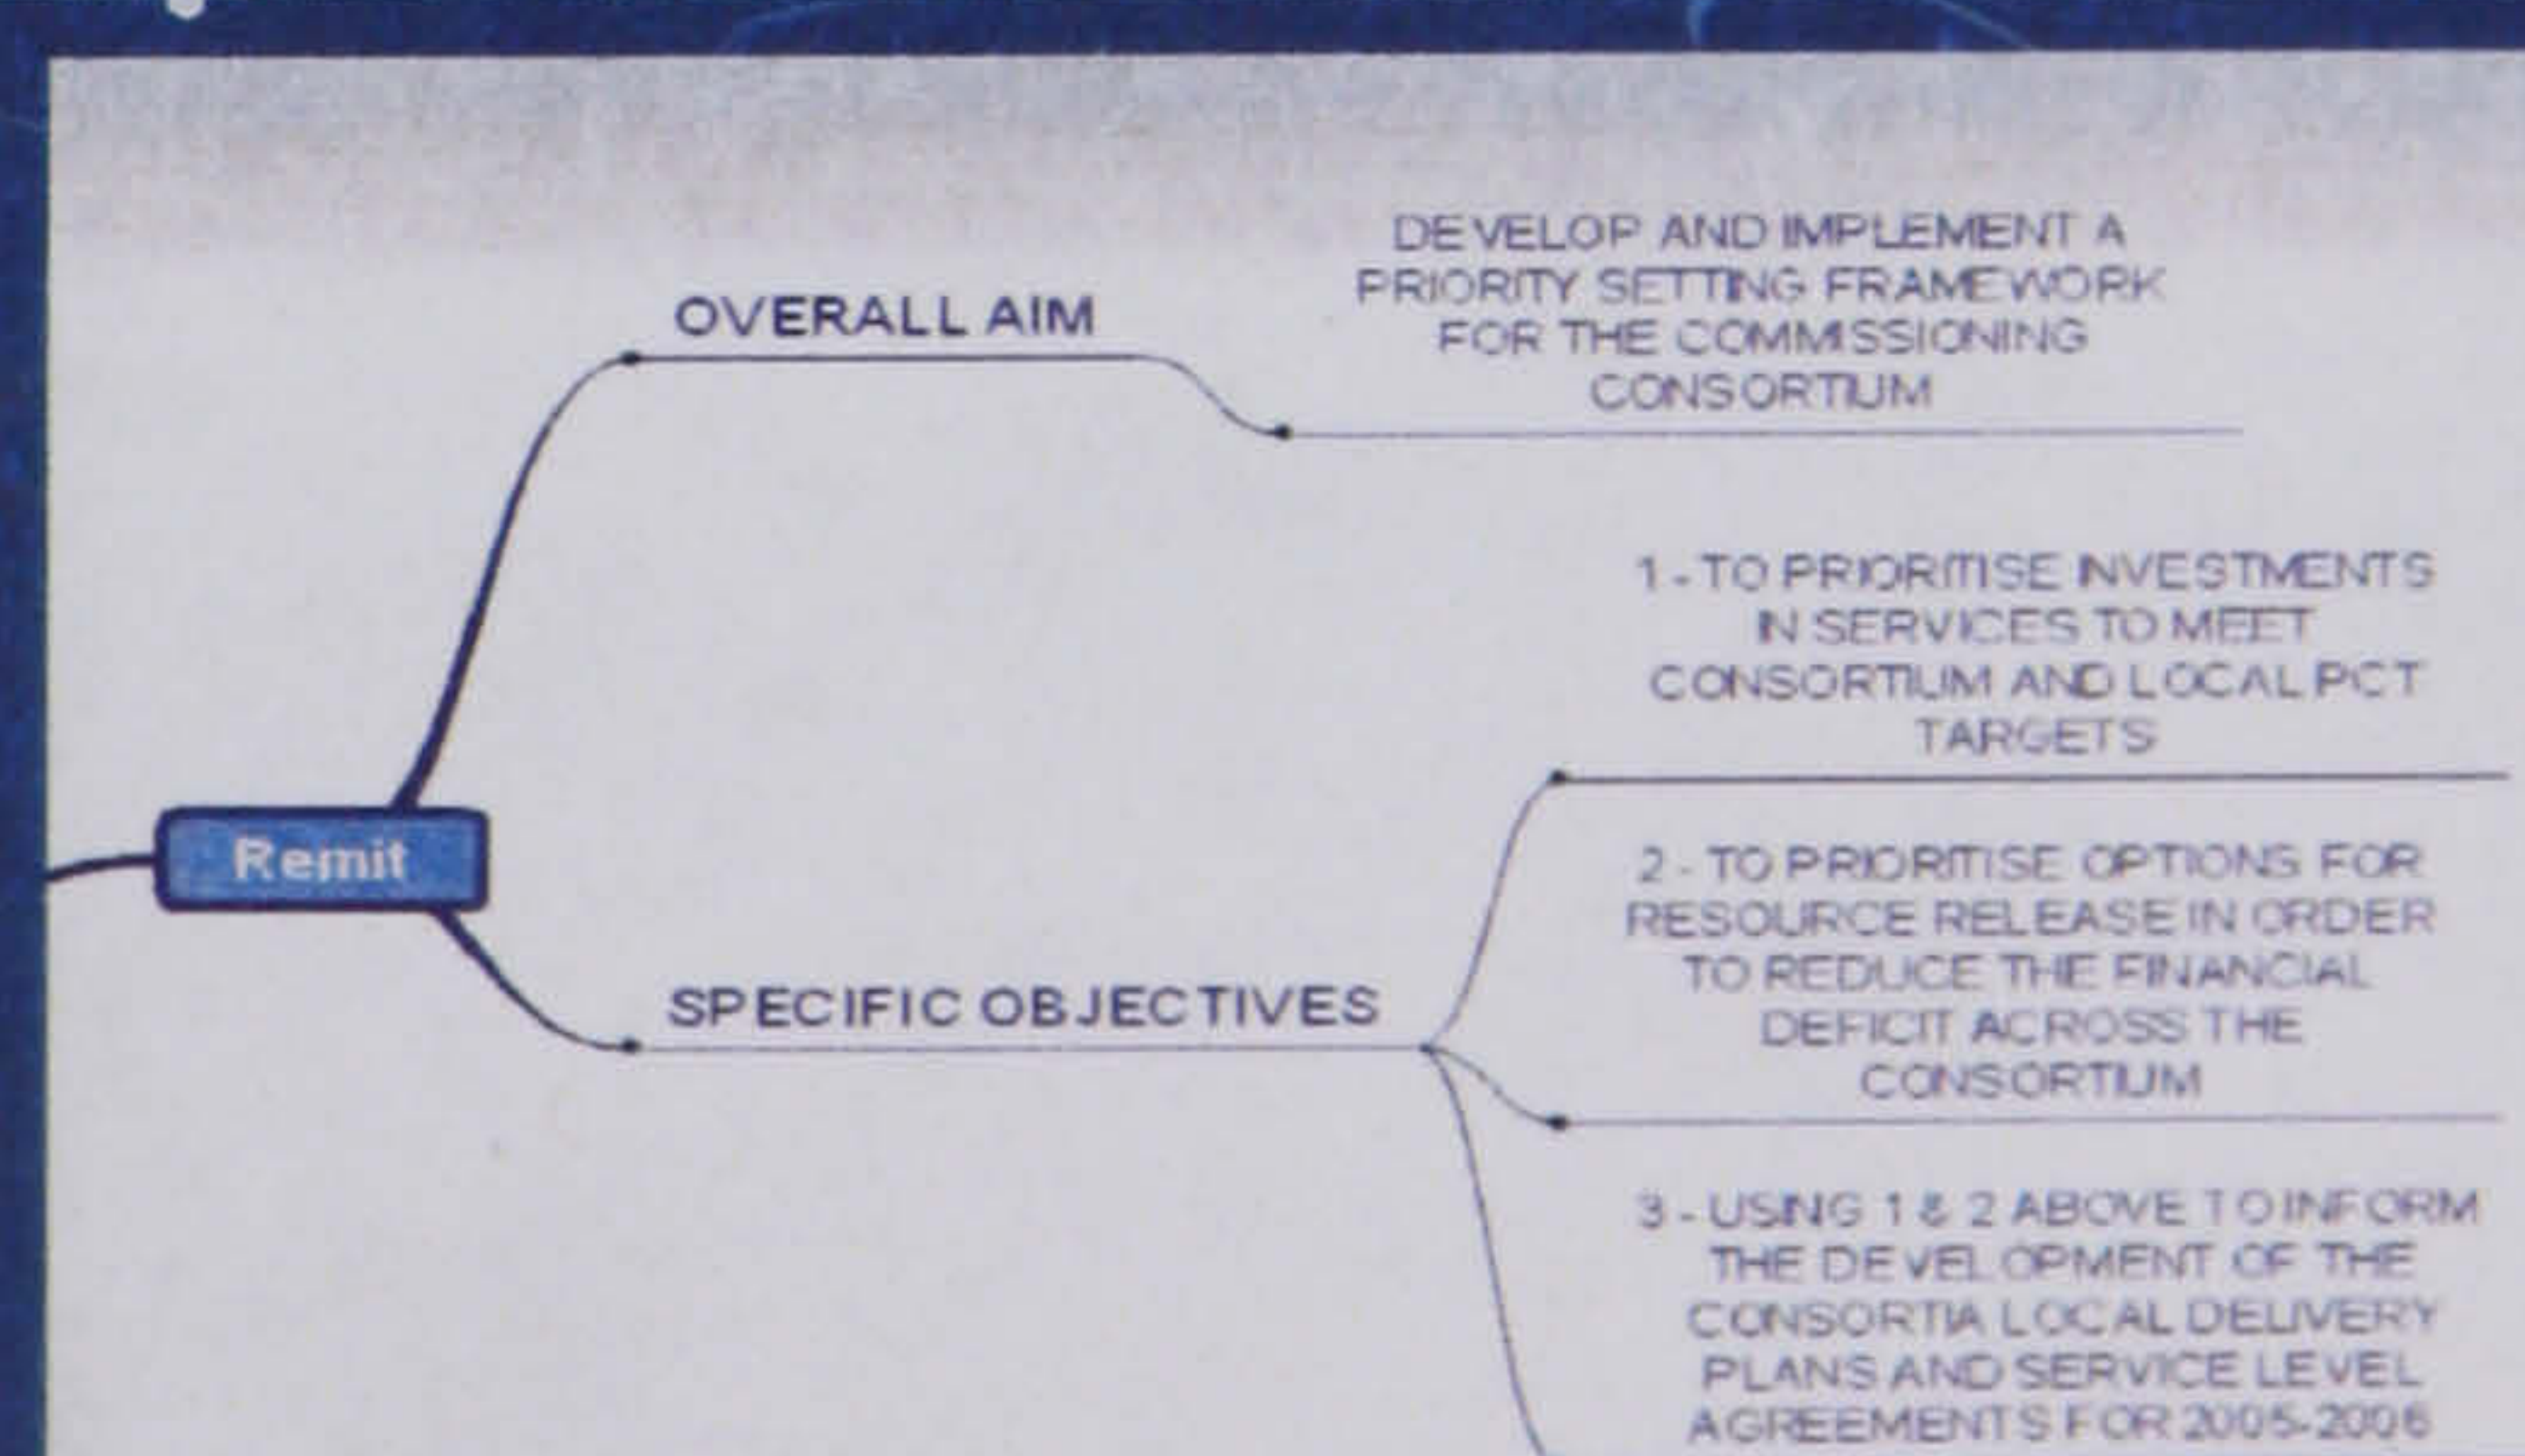 OVERALL AIM
DEVELOP AND IMPLEMENT A
PRIORITY SETTING FRAMEWORK
FOR THE COMMISSIONING
CONSORTIUM
Remit
SPECIFIC OBJECTIVES
1 - TO PRIORITISE INVESTMENTS
IN SERVICES TO MEET
CONSORTIUM AND LOCAL PCT
TARGETS
2 - TO PRIORITISE OPTIONS FOR
RESOURCE RELEASE IN ORDER
TO REDUCE THE FINANCIAL
DEFICIT ACROSS THE
CONSORTIUM
3 - USING 1 & 2 ABOVE TO INFORM
THE DEVELOPMENT OF THE
CONSORTIA LOCAL DELIVERY
PLANS AND SERVICE LEVEL
AGREEMENTS FOR 2005-2006